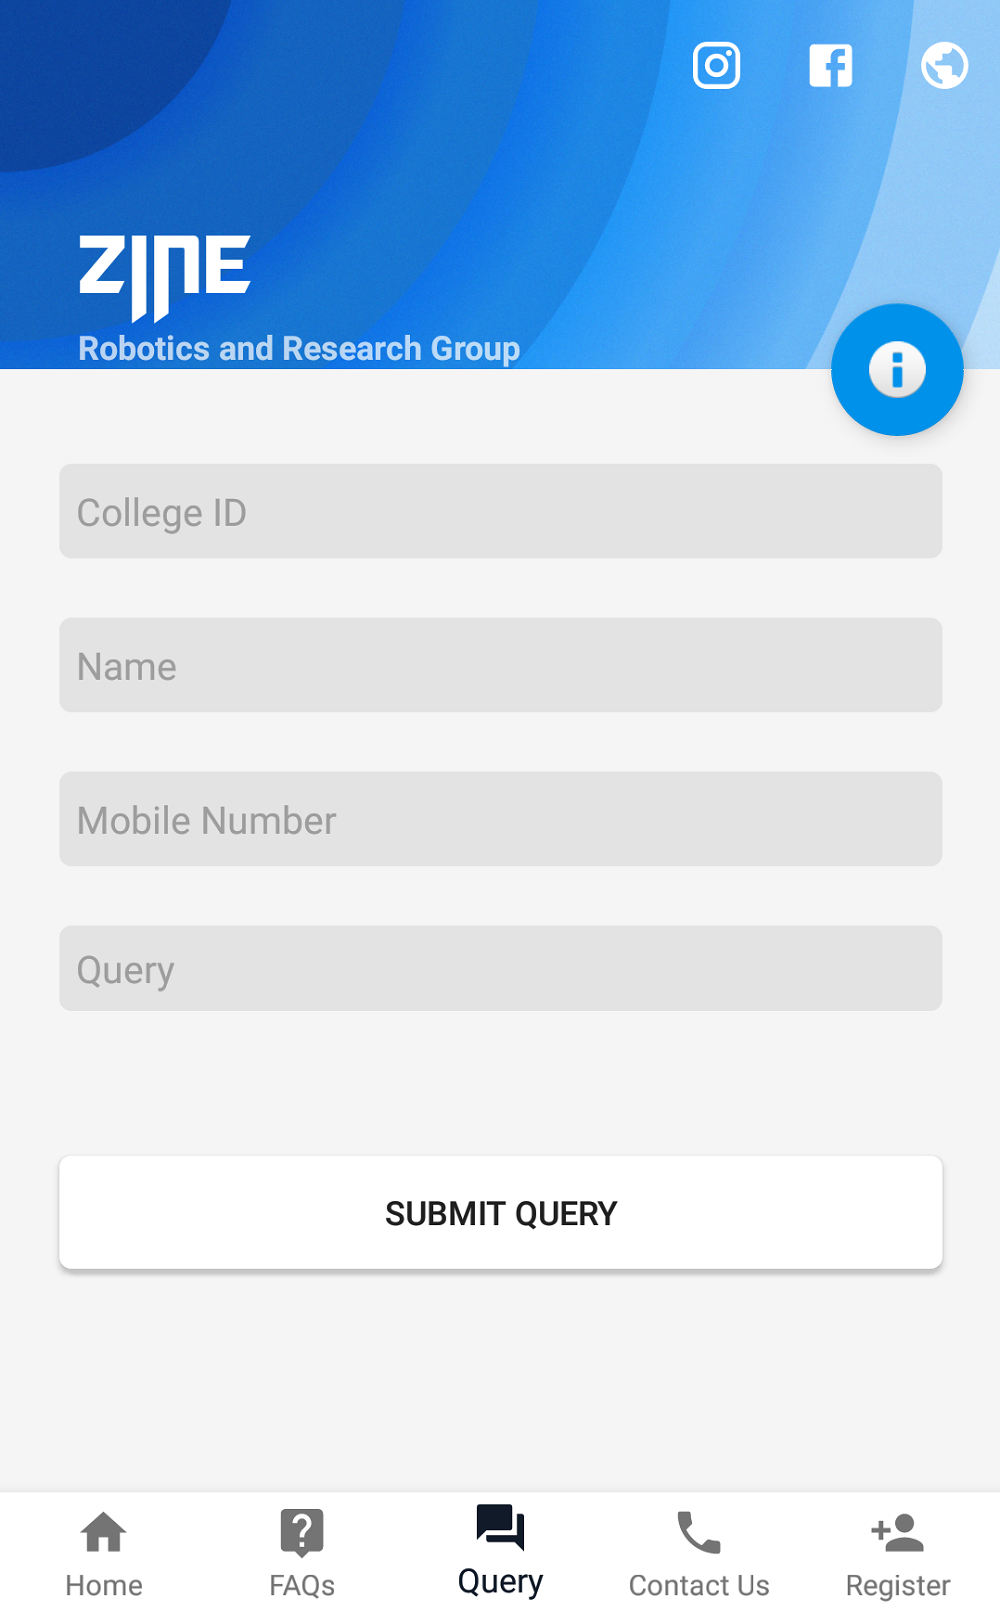 ZINE
Robotics and Research Group
College ID
Name
Mobile Number
Query
SUBMIT QUERY
Home
FAQs
Query
Contact Us
Register